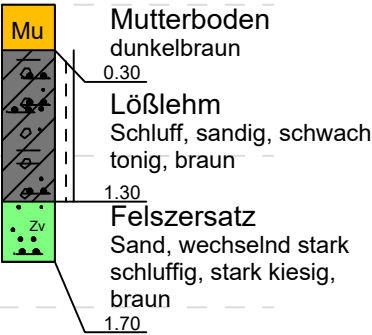 Mu
Mutterboden
dunkelbraun
0.30
Lößlehm
Schluff, sandig, schwach
tonig, braun
1.30
Felszersatz
Zv
Sand, wechselnd stark
schluffig, stark kiesig,
braun
1.70